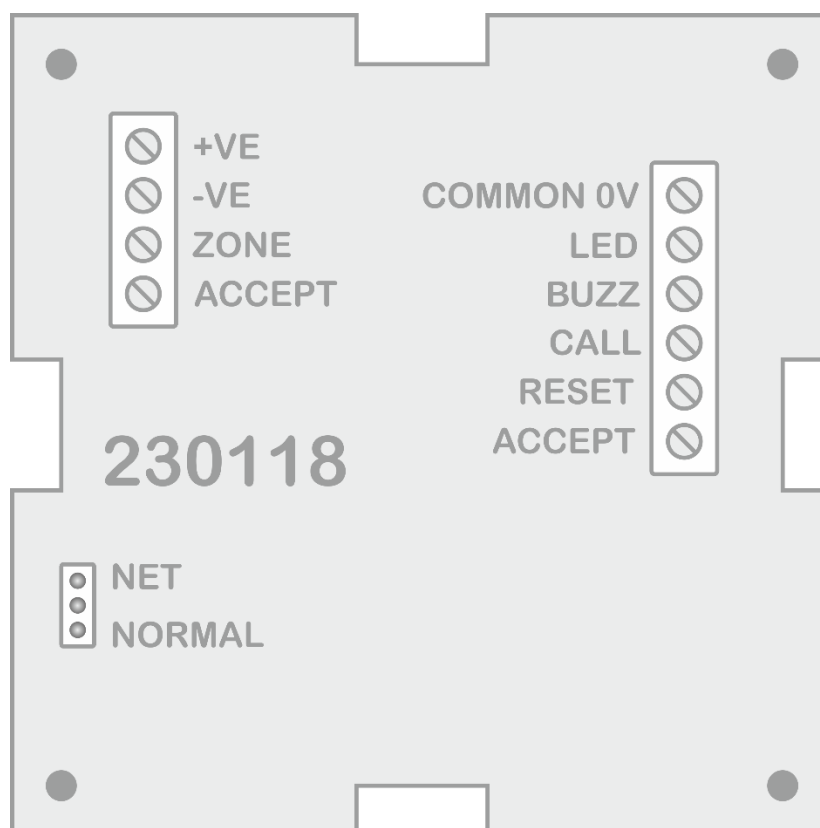 +VE
-VE
ZONE
ACCEPT
COMMON 0V
LED
BUZZ
CALL
RESET
ACCEPT
230118
NET
NORMAL